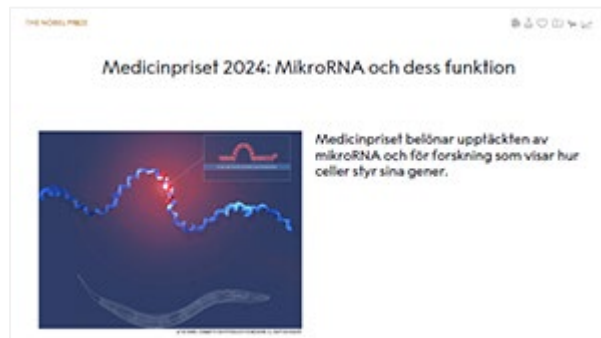 THE NOBEL PRIZE
Medicinpriset 2024: MikroRNA och dess funktion
Medicinpriset belönar upptäckten av
mikroRNA och för forskning som visar hur
celler styr sina gener.